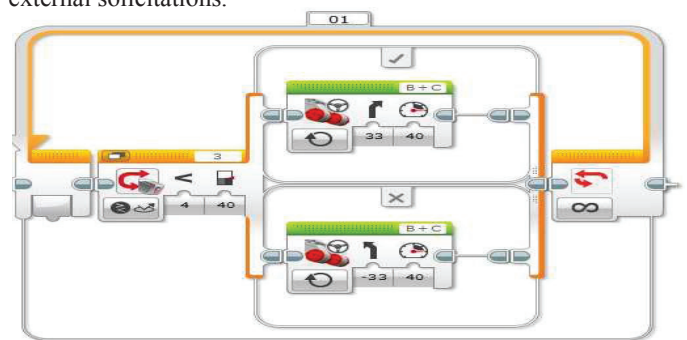 external solicitations.
01
B + C
33 40
3
<
4 40
B + C
-33 40
∞